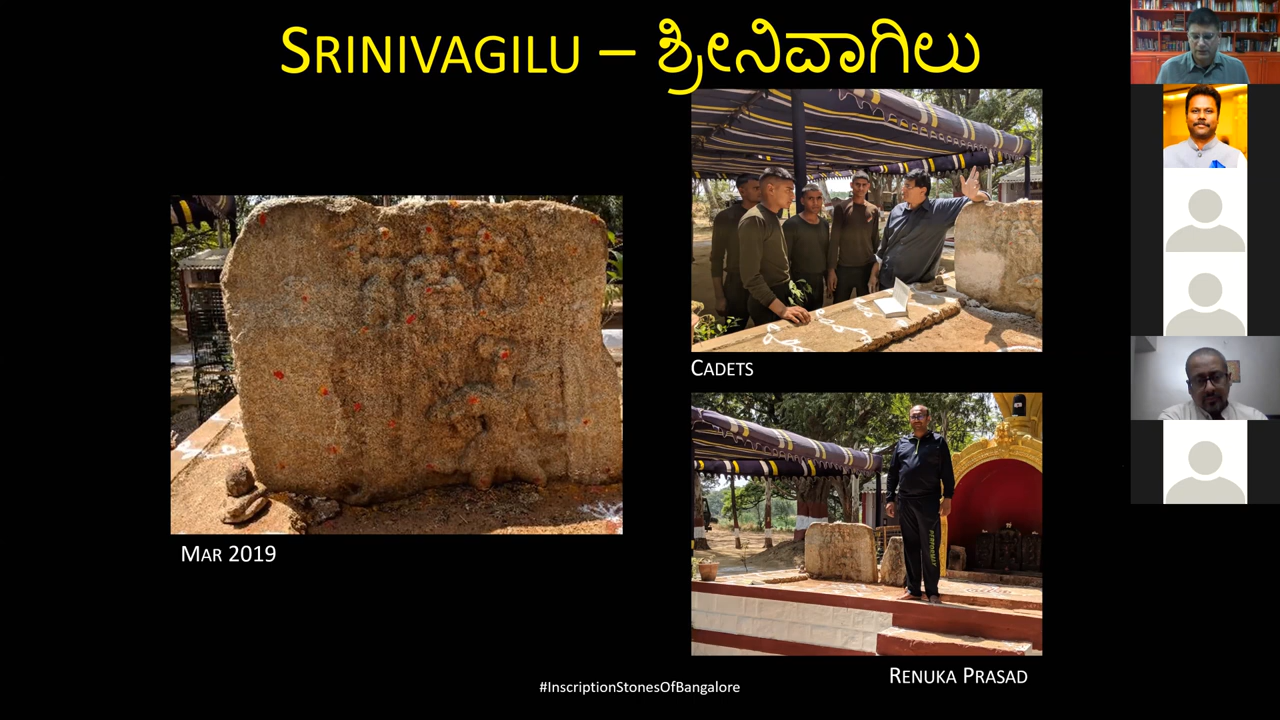 SRINIVAGILU – ಶ್ರೀನಿವಾಗಿಲು
CADETS
MAR 2019
RENUKA PRASAD
#InscriptionStonesOfBangalore